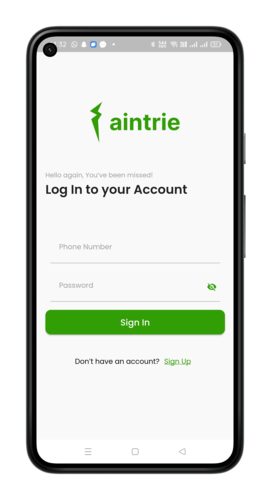 aintrie
Hello again, You've been missed!
Log In to your Account
Phone Number
Password
Sign In
Don't have an account? Sign Up